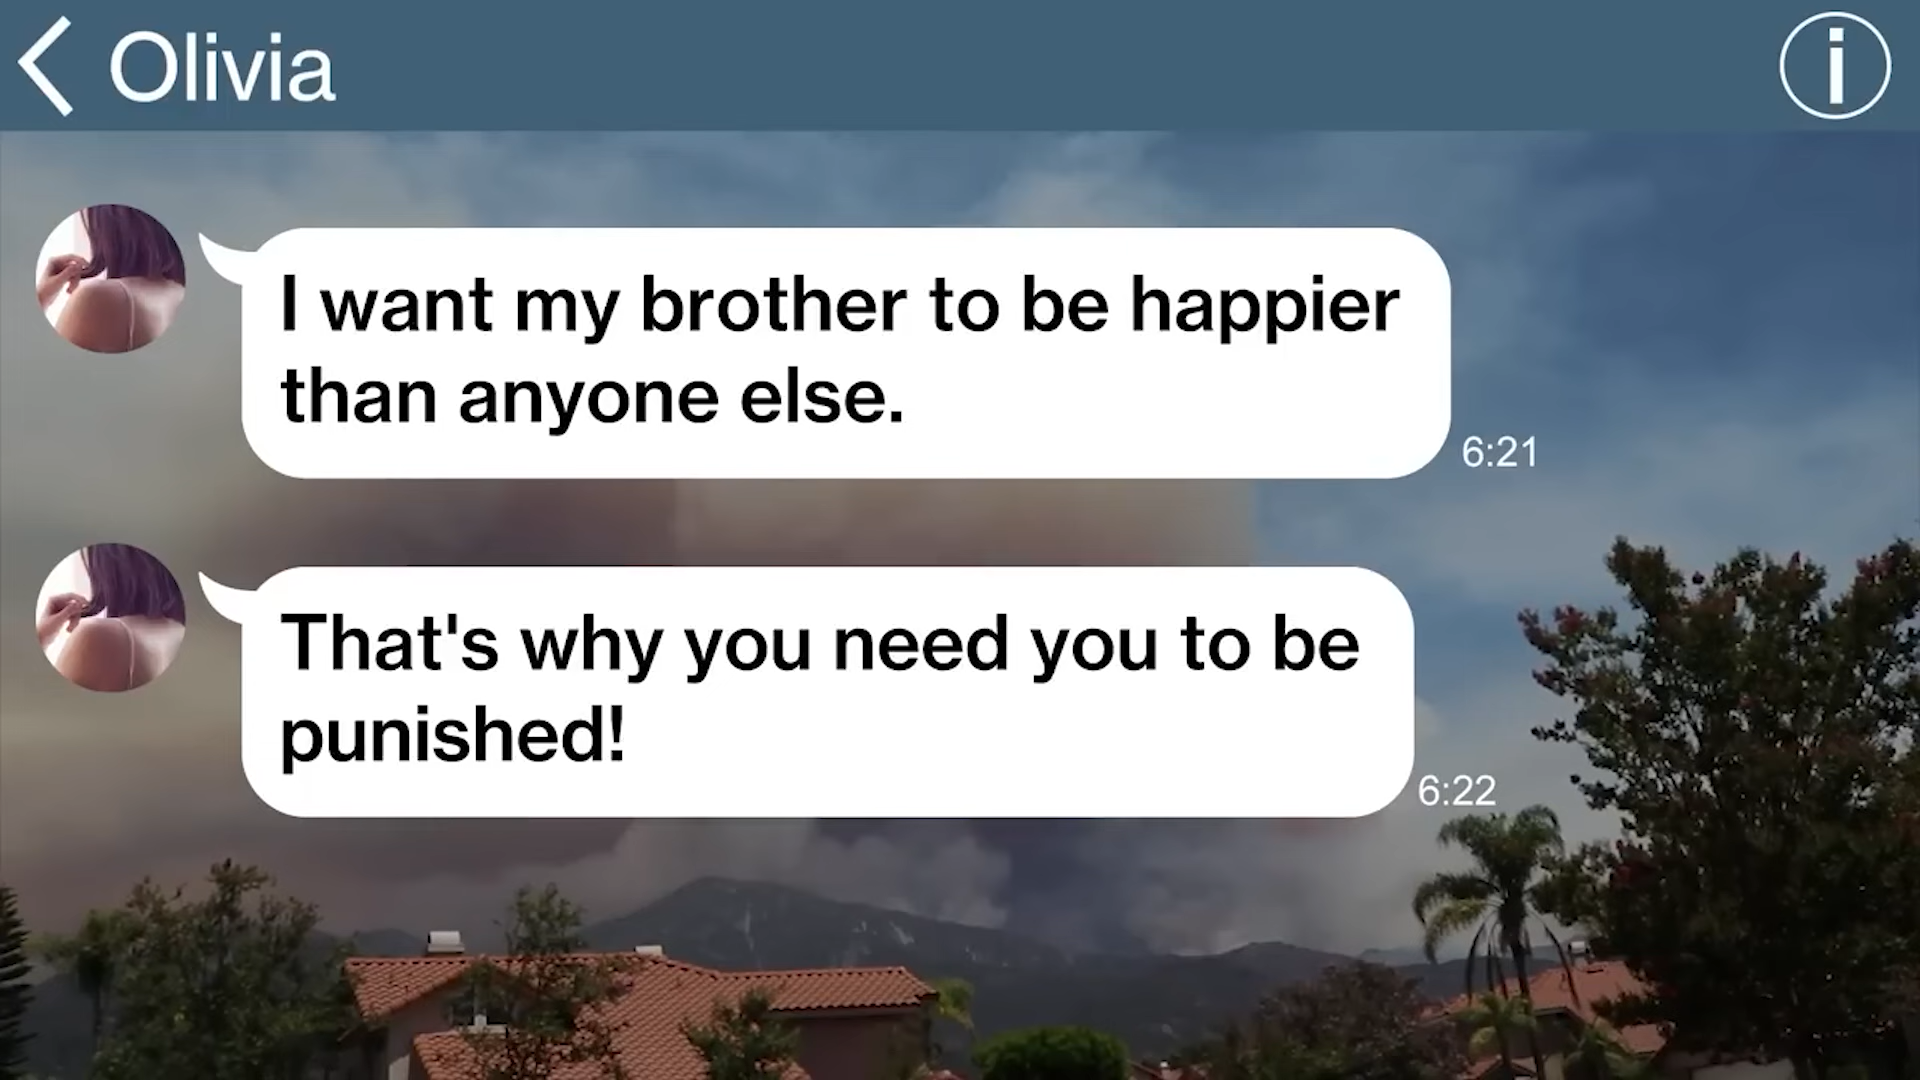 Olivia
I want my brother to be happier
than anyone else.
6:21
That's why you need you to be
punished!
6:22